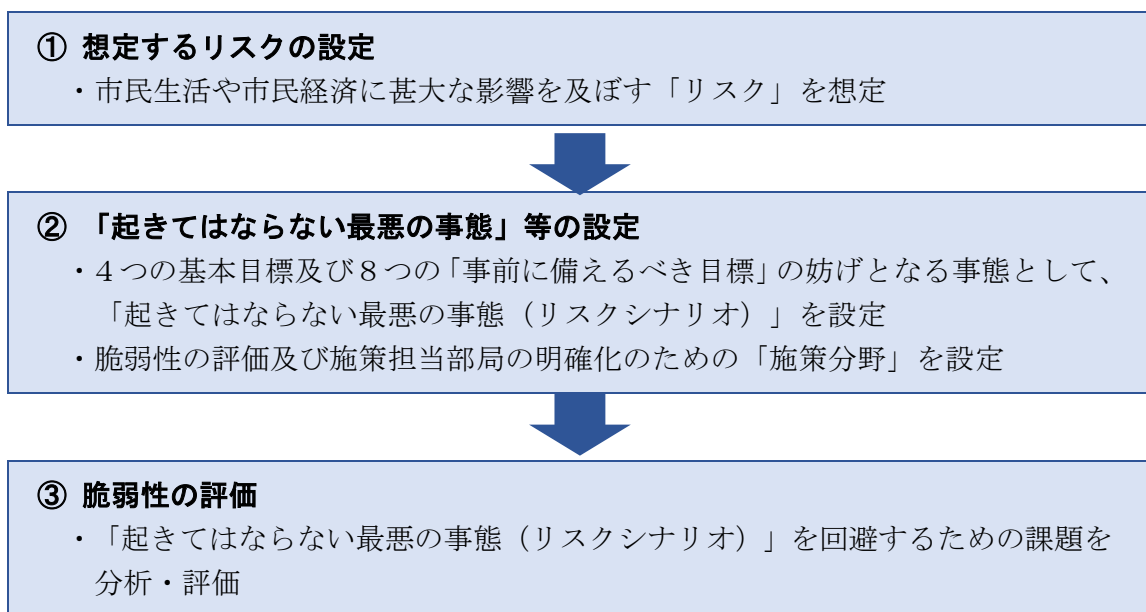 ① 想定するリスクの設定
・市民生活や市民経済に甚大な影響を及ぼす「リスク」を想定
② 「起きてはならない最悪の事態」等の設定
・４つの基本目標及び８つの「事前に備えるべき目標」の妨げとなる事態として、
「起きてはならない最悪の事態（リスクシナリオ）」を設定
・脆弱性の評価及び施策担当部局の明確化のための「施策分野」を設定
③ 脆弱性の評価
・「起きてはならない最悪の事態（リスクシナリオ）」を回避するための課題を
分析・評価